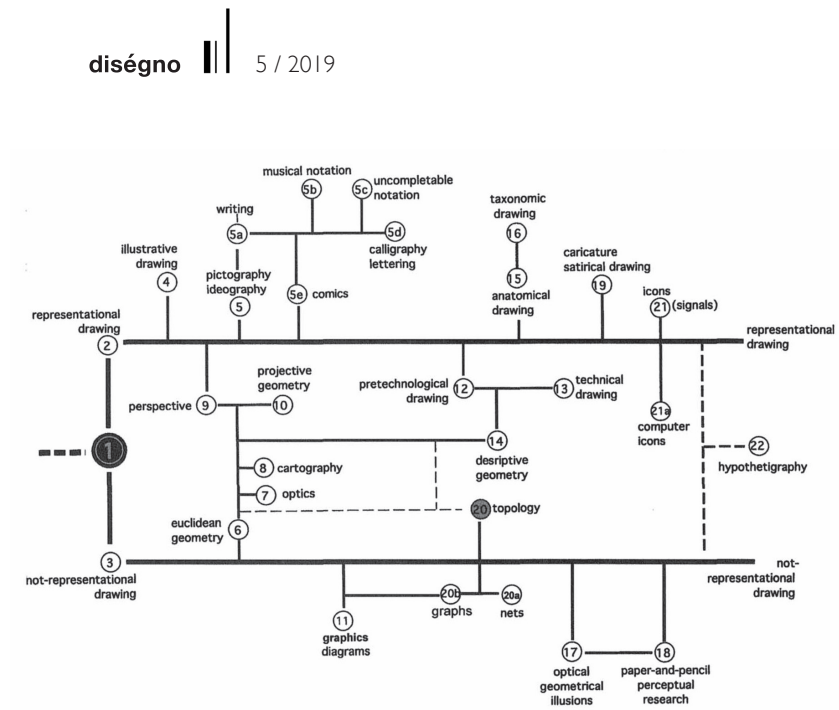 diségno 5 / 2019
musical notation
5b
5c
uncompletable
notation
writing
5a
5d
calligraphy
lettering
taxonomic
drawing
16
illustrative
drawing
4
pictography
ideography
5
5e comics
15
anatomical
drawing
caricature
satirical drawing
19
icons
21 (signals)
representational
drawing
2
representational
drawing
projective
geometry
perspective 9 10
pretechnological
drawing
12
13 technical
drawing
21a
computer
icons
1
14
desriptive
geometry
22
hypothetigraphy
8 cartography
7 optics
20 topology
euclidean
geometry
6
3
not-representational
drawing
not-
representational
drawing
20b
graphs
20a
nets
11
graphics
diagrams
17
optical
geometrical
illusions
18
paper-and-pencil
perceptual
research